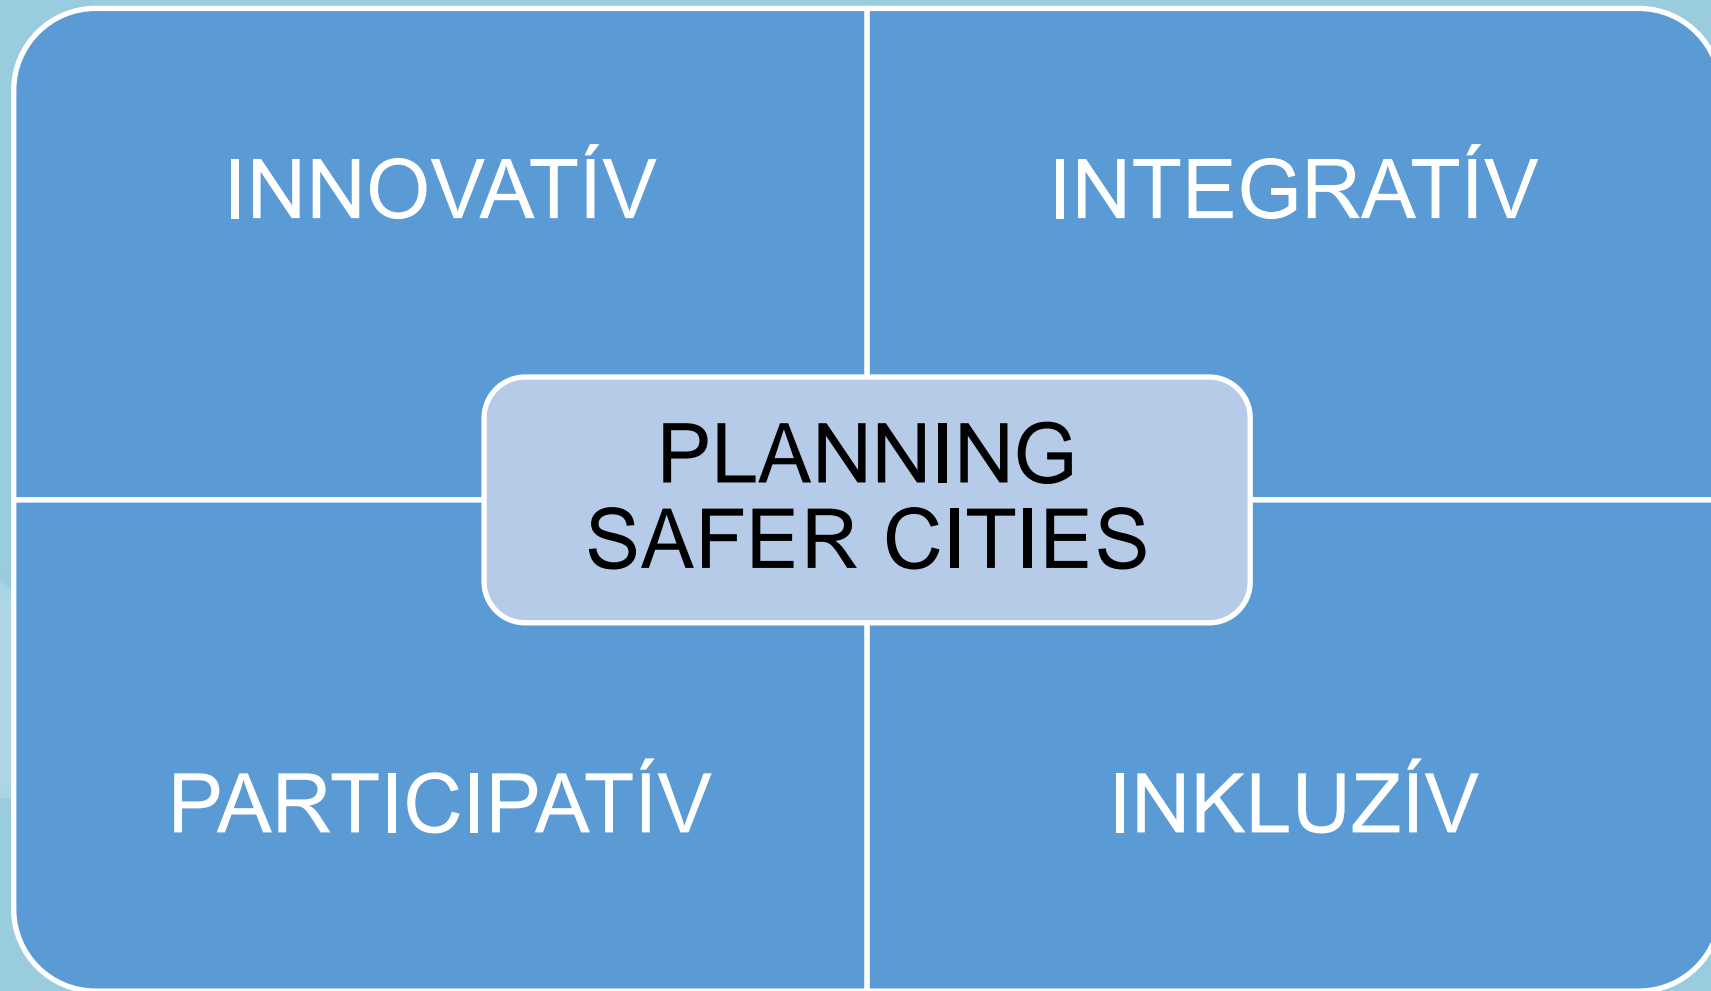 INNOVATÍV
INTEGRATÍV
PLANNING
SAFER CITIES
PARTICIPATÍV
INKLUZÍV